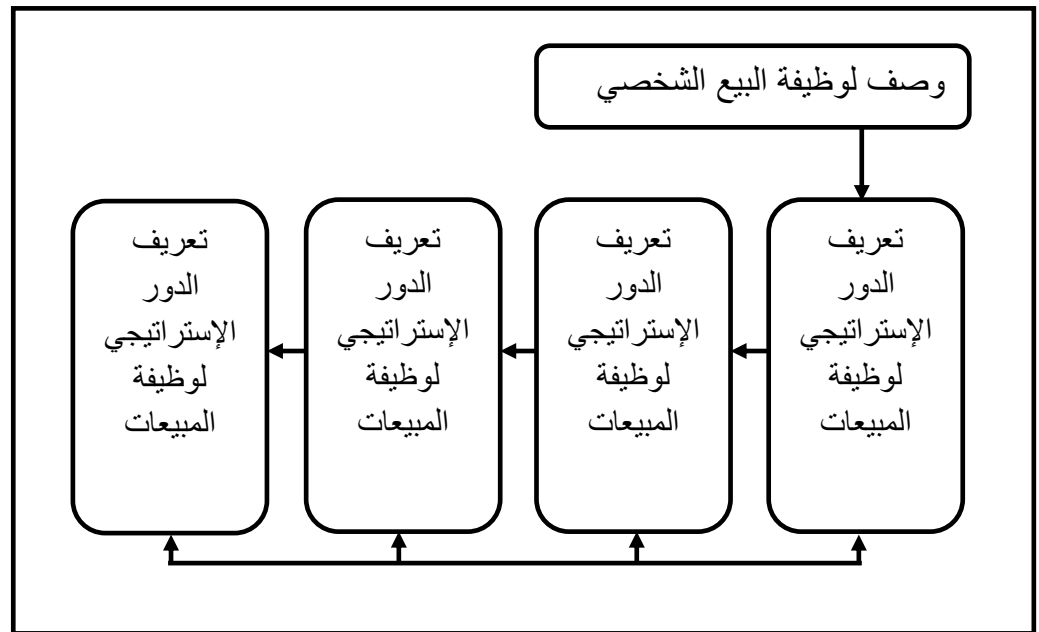 وصف لوظيفة البيع الشخصي
تعريف
الدور
الإستراتيجي
لوظيفة
المبيعات
تعريف
الدور
الإستراتيجي
لوظيفة
المبيعات
تعريف
الدور
الإستراتيجي
لوظيفة
المبيعات
تعريف
الدور
الإستراتيجي
لوظيفة
المبيعات